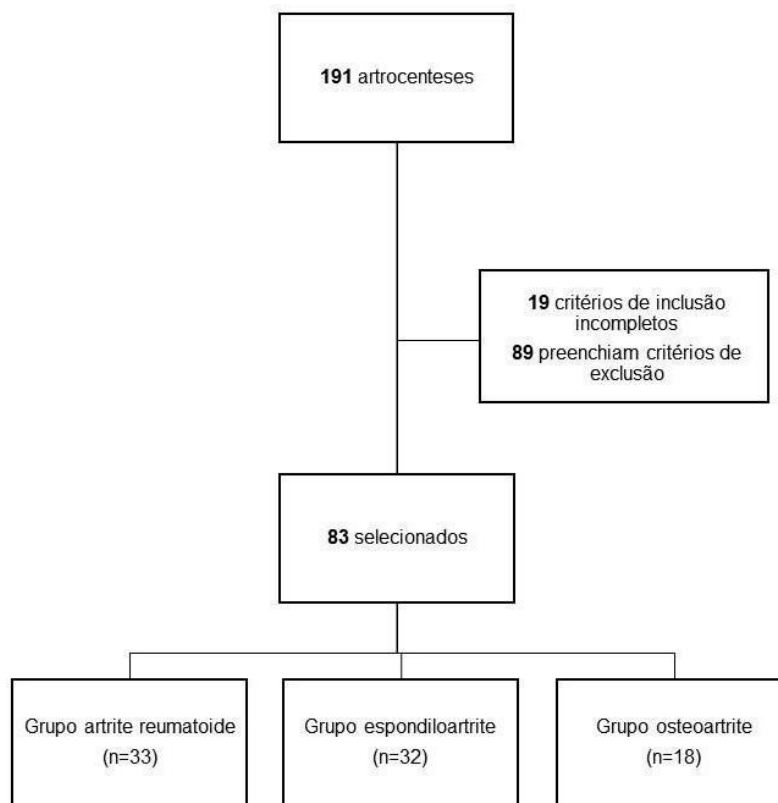 191 artrocenteses
19 critérios de inclusão
incompletos
89 preenchiam critérios de
exclusão
83 selecionados
Grupo artrite reumatoide
(n=33)
Grupo espondiloartrite
(n=32)
Grupo osteoartrite
(n=18)